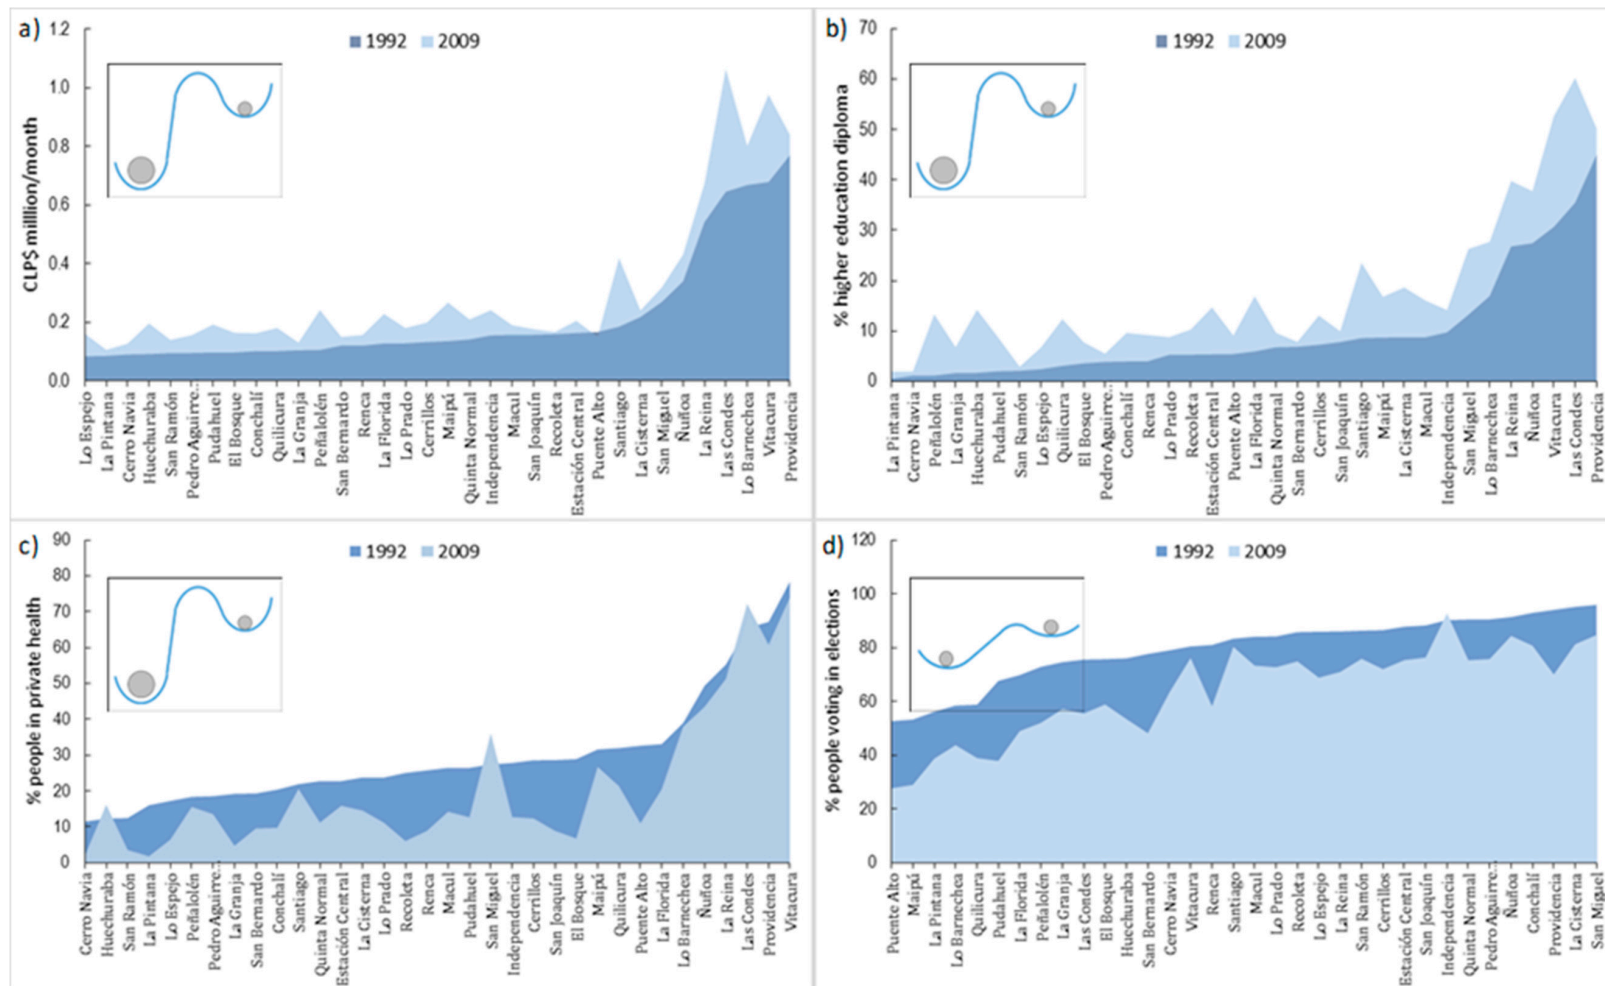 a)
1992 2009
CLP$ milllion/month
1.2
1.0
0.8
0.6
0.4
0.2
0.0
Lo Espejo
La Pintana
Cerro Navia
Huechuraba
San Ramón
Pedro Aguirre...
Pudahuel
El Bosque
Conchalí
Quilicura
La Granja
Peñalolén
San Bernardo
Renca
La Florida
Lo Prado
Cerrillos
Maipú
Quinta Normal
Independencia
Macul
San Joaquín
Recoleta
Estación Central
Puente Alto
Santiago
La Cisterna
San Miguel
Ñuñoa
La Reina
Las Condes
Lo Barnechea
Vitacura
Providencia
b)
1992 2009
% higher education diploma
70
60
50
40
30
20
10
0
La Pintana
Cerro Navia
Peñalolén
La Granja
Huechuraba
Pudahuel
San Ramón
Lo Espejo
Quilicura
El Bosque
Pedro Aguirre...
Conchalí
Renca
Lo Prado
Recoleta
Estación Central
Puente Alto
La Florida
Quinta Normal
San Bernardo
Cerrillos
San Joaquín
Santiago
Maipú
La Cisterna
Macul
Independencia
San Miguel
Lo Barnechea
La Reina
Ñuñoa
Vitacura
Las Condes
Providencia
c)
1992 2009
% people in private health
90
80
70
60
50
40
30
20
10
0
Cerro Navia
Huechuraba
San Ramón
La Pintana
Lo Espejo
Peñalolén
Pedro Aguirre...
La Granja
San Bernardo
Conchalí
Santiago
Quinta Normal
Estación Central
La Cisterna
Lo Prado
Recoleta
Renca
Macul
Pudahuel
San Miguel
Independencia
Cerrillos
San Joaquín
El Bosque
Maipú
Quilicura
Puente Alto
La Florida
Lo Barnechea
Ñuñoa
La Reina
Las Condes
Providencia
Vitacura
d)
1992 2009
% people voting in elections
120
100
80
60
40
20
0
Puente Alto
Maipú
La Pintana
Lo Barnechea
Quilicura
Pudahuel
La Florida
Peñalolén
La Granja
El Bosque
Huechuraba
San Bernardo
Cerro Navia
Vitacura
Renca
Santiago
Macul
Lo Prado
Recoleta
Lo Espejo
La Reina
San Ramón
Cerrillos
Estación Central
San Joaquín
Independencia
Quinta Normal
Pedro Aguirre...
Ñuñoa
Conchalí
Providencia
La Cisterna
San Miguel